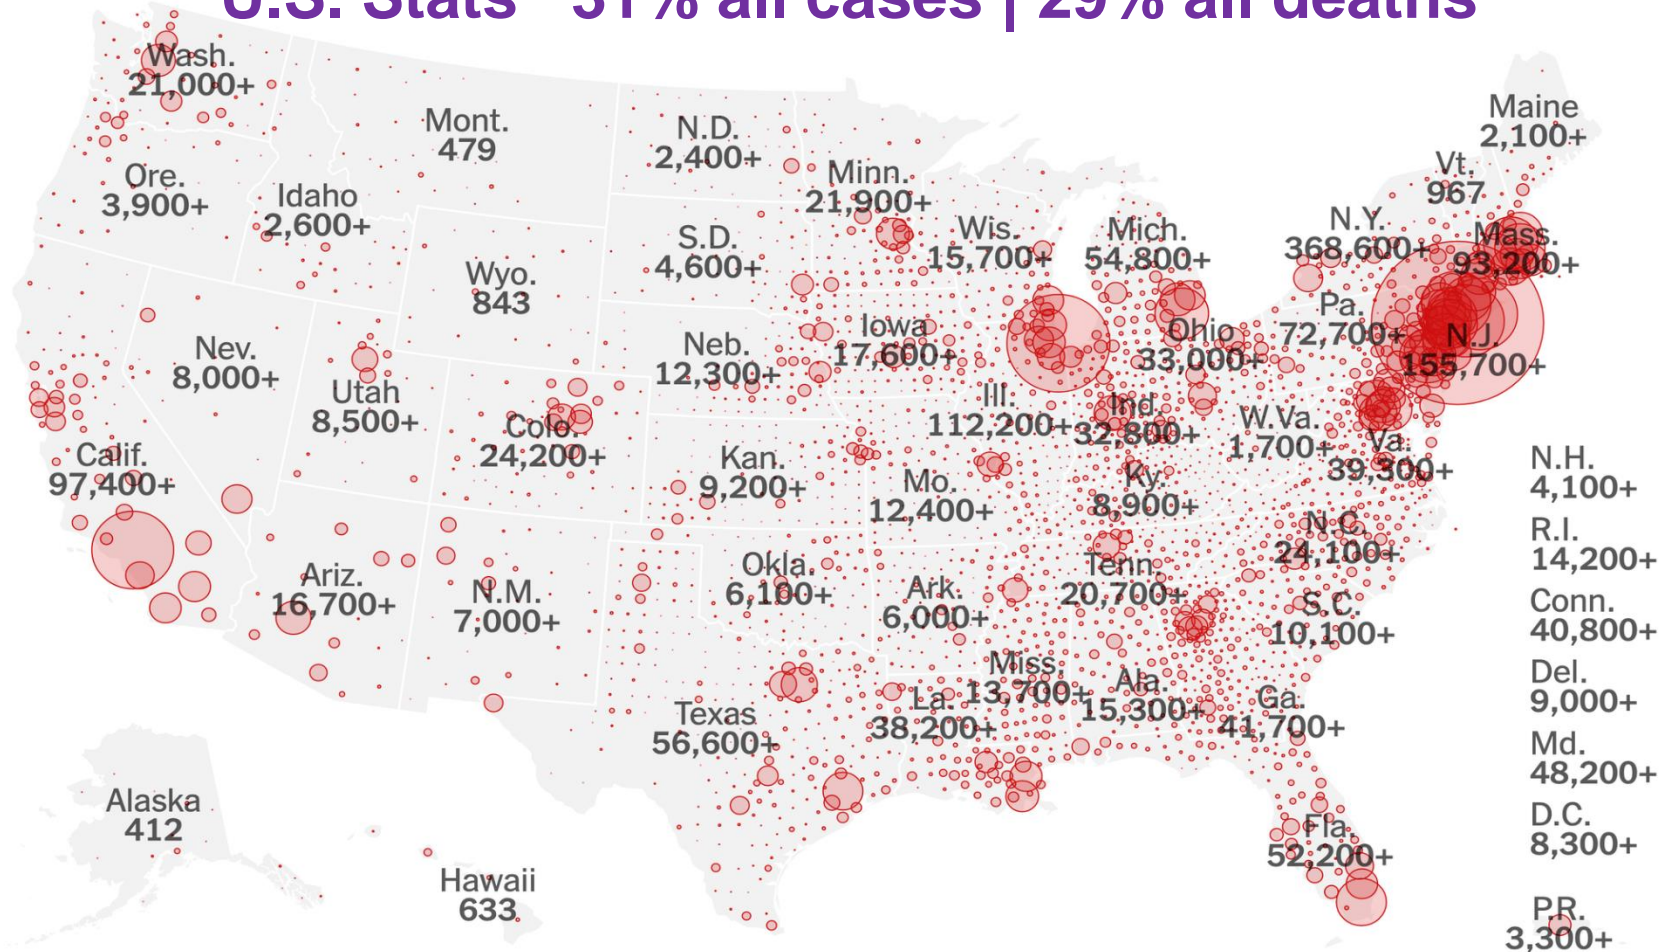 U.S. Stats 31% all cases | 29% all deaths
Wash.
21,000+
Mont.
479
N.D.
2,400+
Minn.
21,900+
Maine
2,100+
Vt.
967
Ore.
3,900+
Idaho
2,600+
S.D.
4,600+
Wis.
15,700+
Mich.
54,800+
N.Y.
368,600+
Mass.
93,200+
Wyo.
843
Nev.
8,000+
Utah
8,500+
Neb.
12,300+
Iowa
17,600+
Ohio
33,000+
Pa.
72,700+
N.J.
155,700+
Calif.
97,400+
Colo.
24,200+
Kan.
9,200+
Ill.
112,200+
Ind.
32,800+
W.Va.
1,700+
Va.
39,300+
Mo.
12,400+
Ky.
8,900+
N.H.
4,100+
Ariz.
16,700+
N.M.
7,000+
Okla.
6,100+
Ark.
6,000+
Tenn.
20,700+
N.C.
24,100+
S.C.
10,100+
R.I.
14,200+
Conn.
40,800+
Texas
56,600+
La.
38,200+
Miss.
13,700+
Ala.
15,300+
Ga.
41,700+
Del.
9,000+
Md.
48,200+
Alaska
412
Hawaii
633
Fla.
52,200+
D.C.
8,300+
P.R.
3,300+